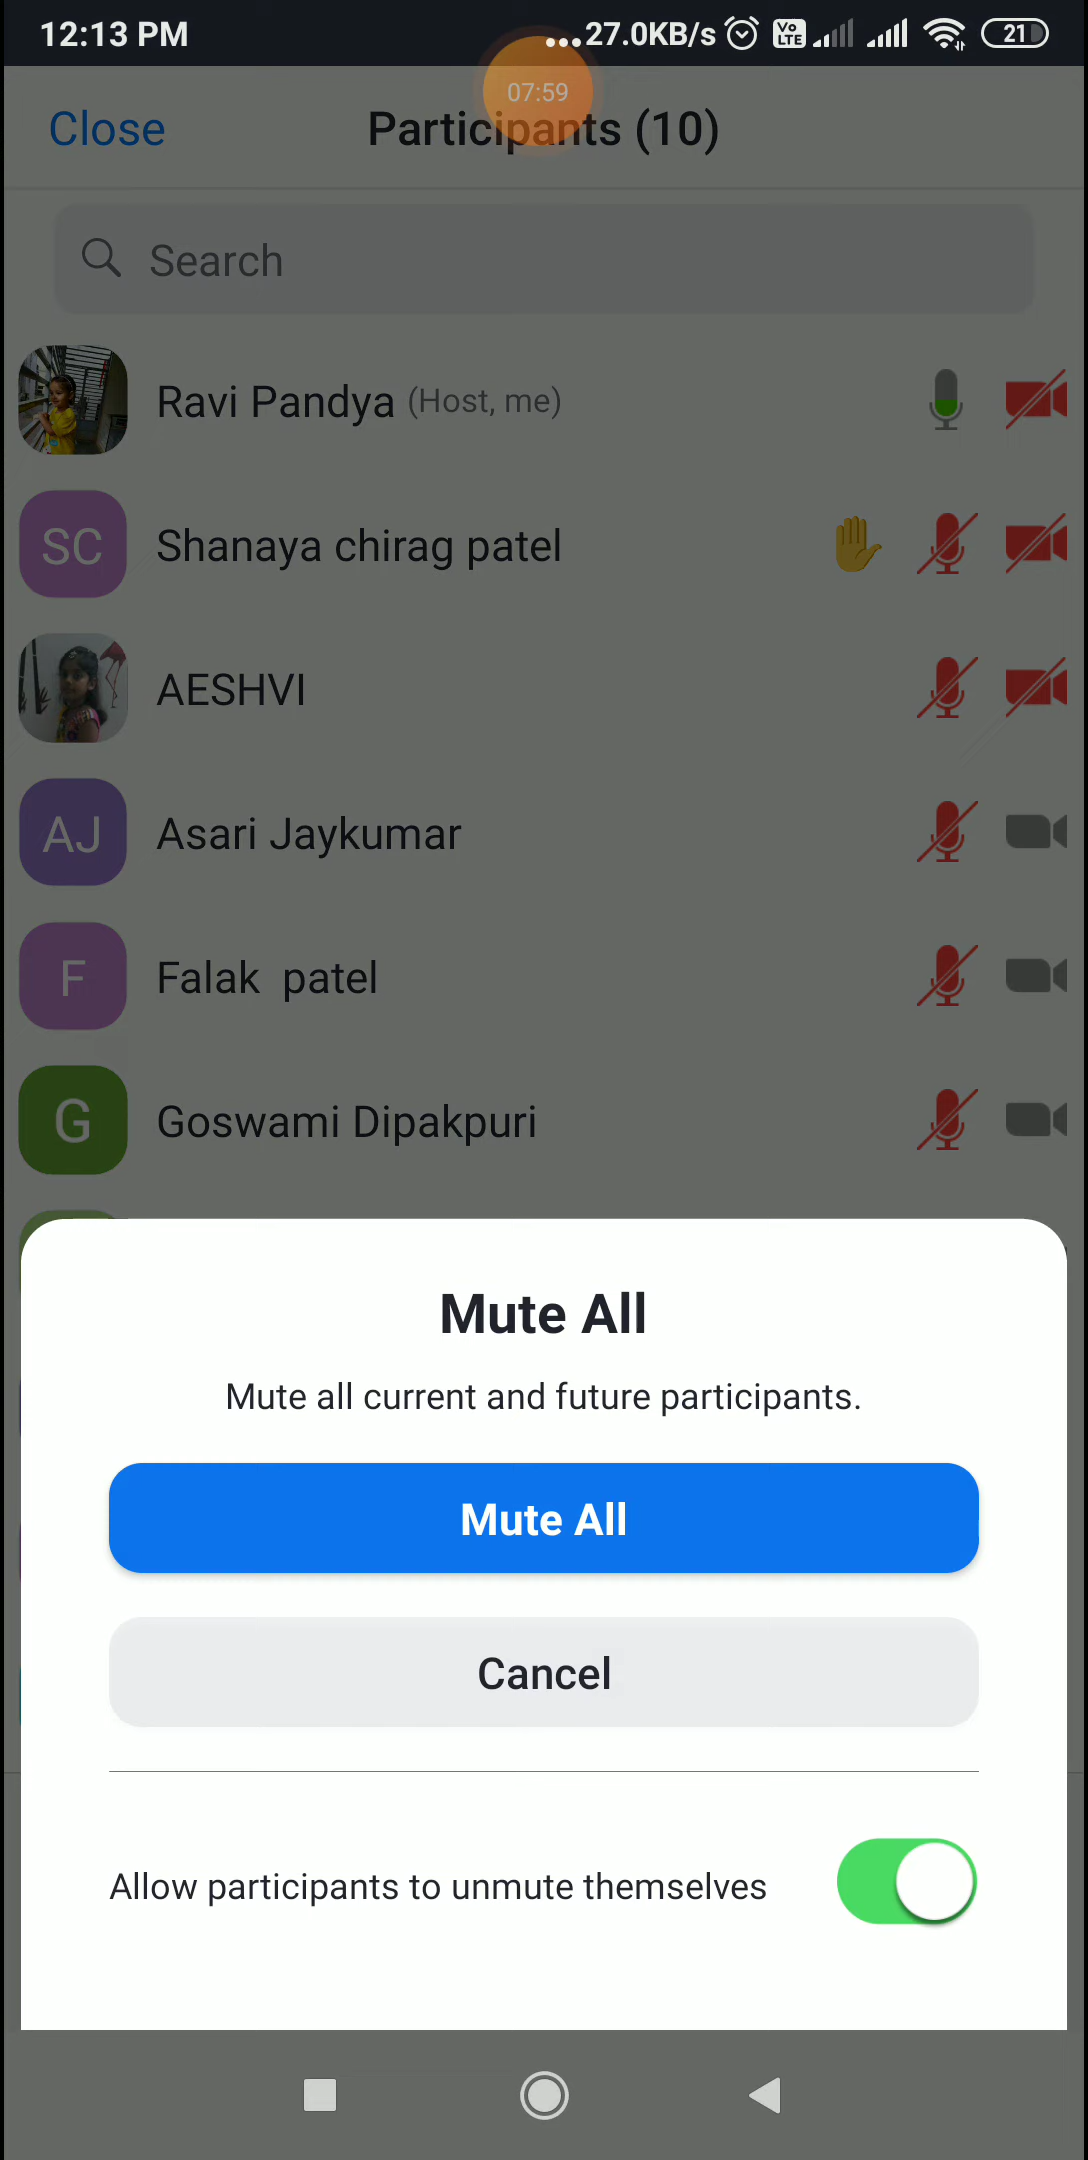 12:13 PM ...27.0KB/s Vo LTE 21
07:59
Close Participants (10)
Search
Ravi Pandya (Host, me)
SC Shanaya chirag patel
AESHVI
AJ Asari Jaykumar
F Falak patel
G Goswami Dipakpuri
Mute All
Mute all current and future participants.
Mute All
Cancel
Allow participants to unmute themselves